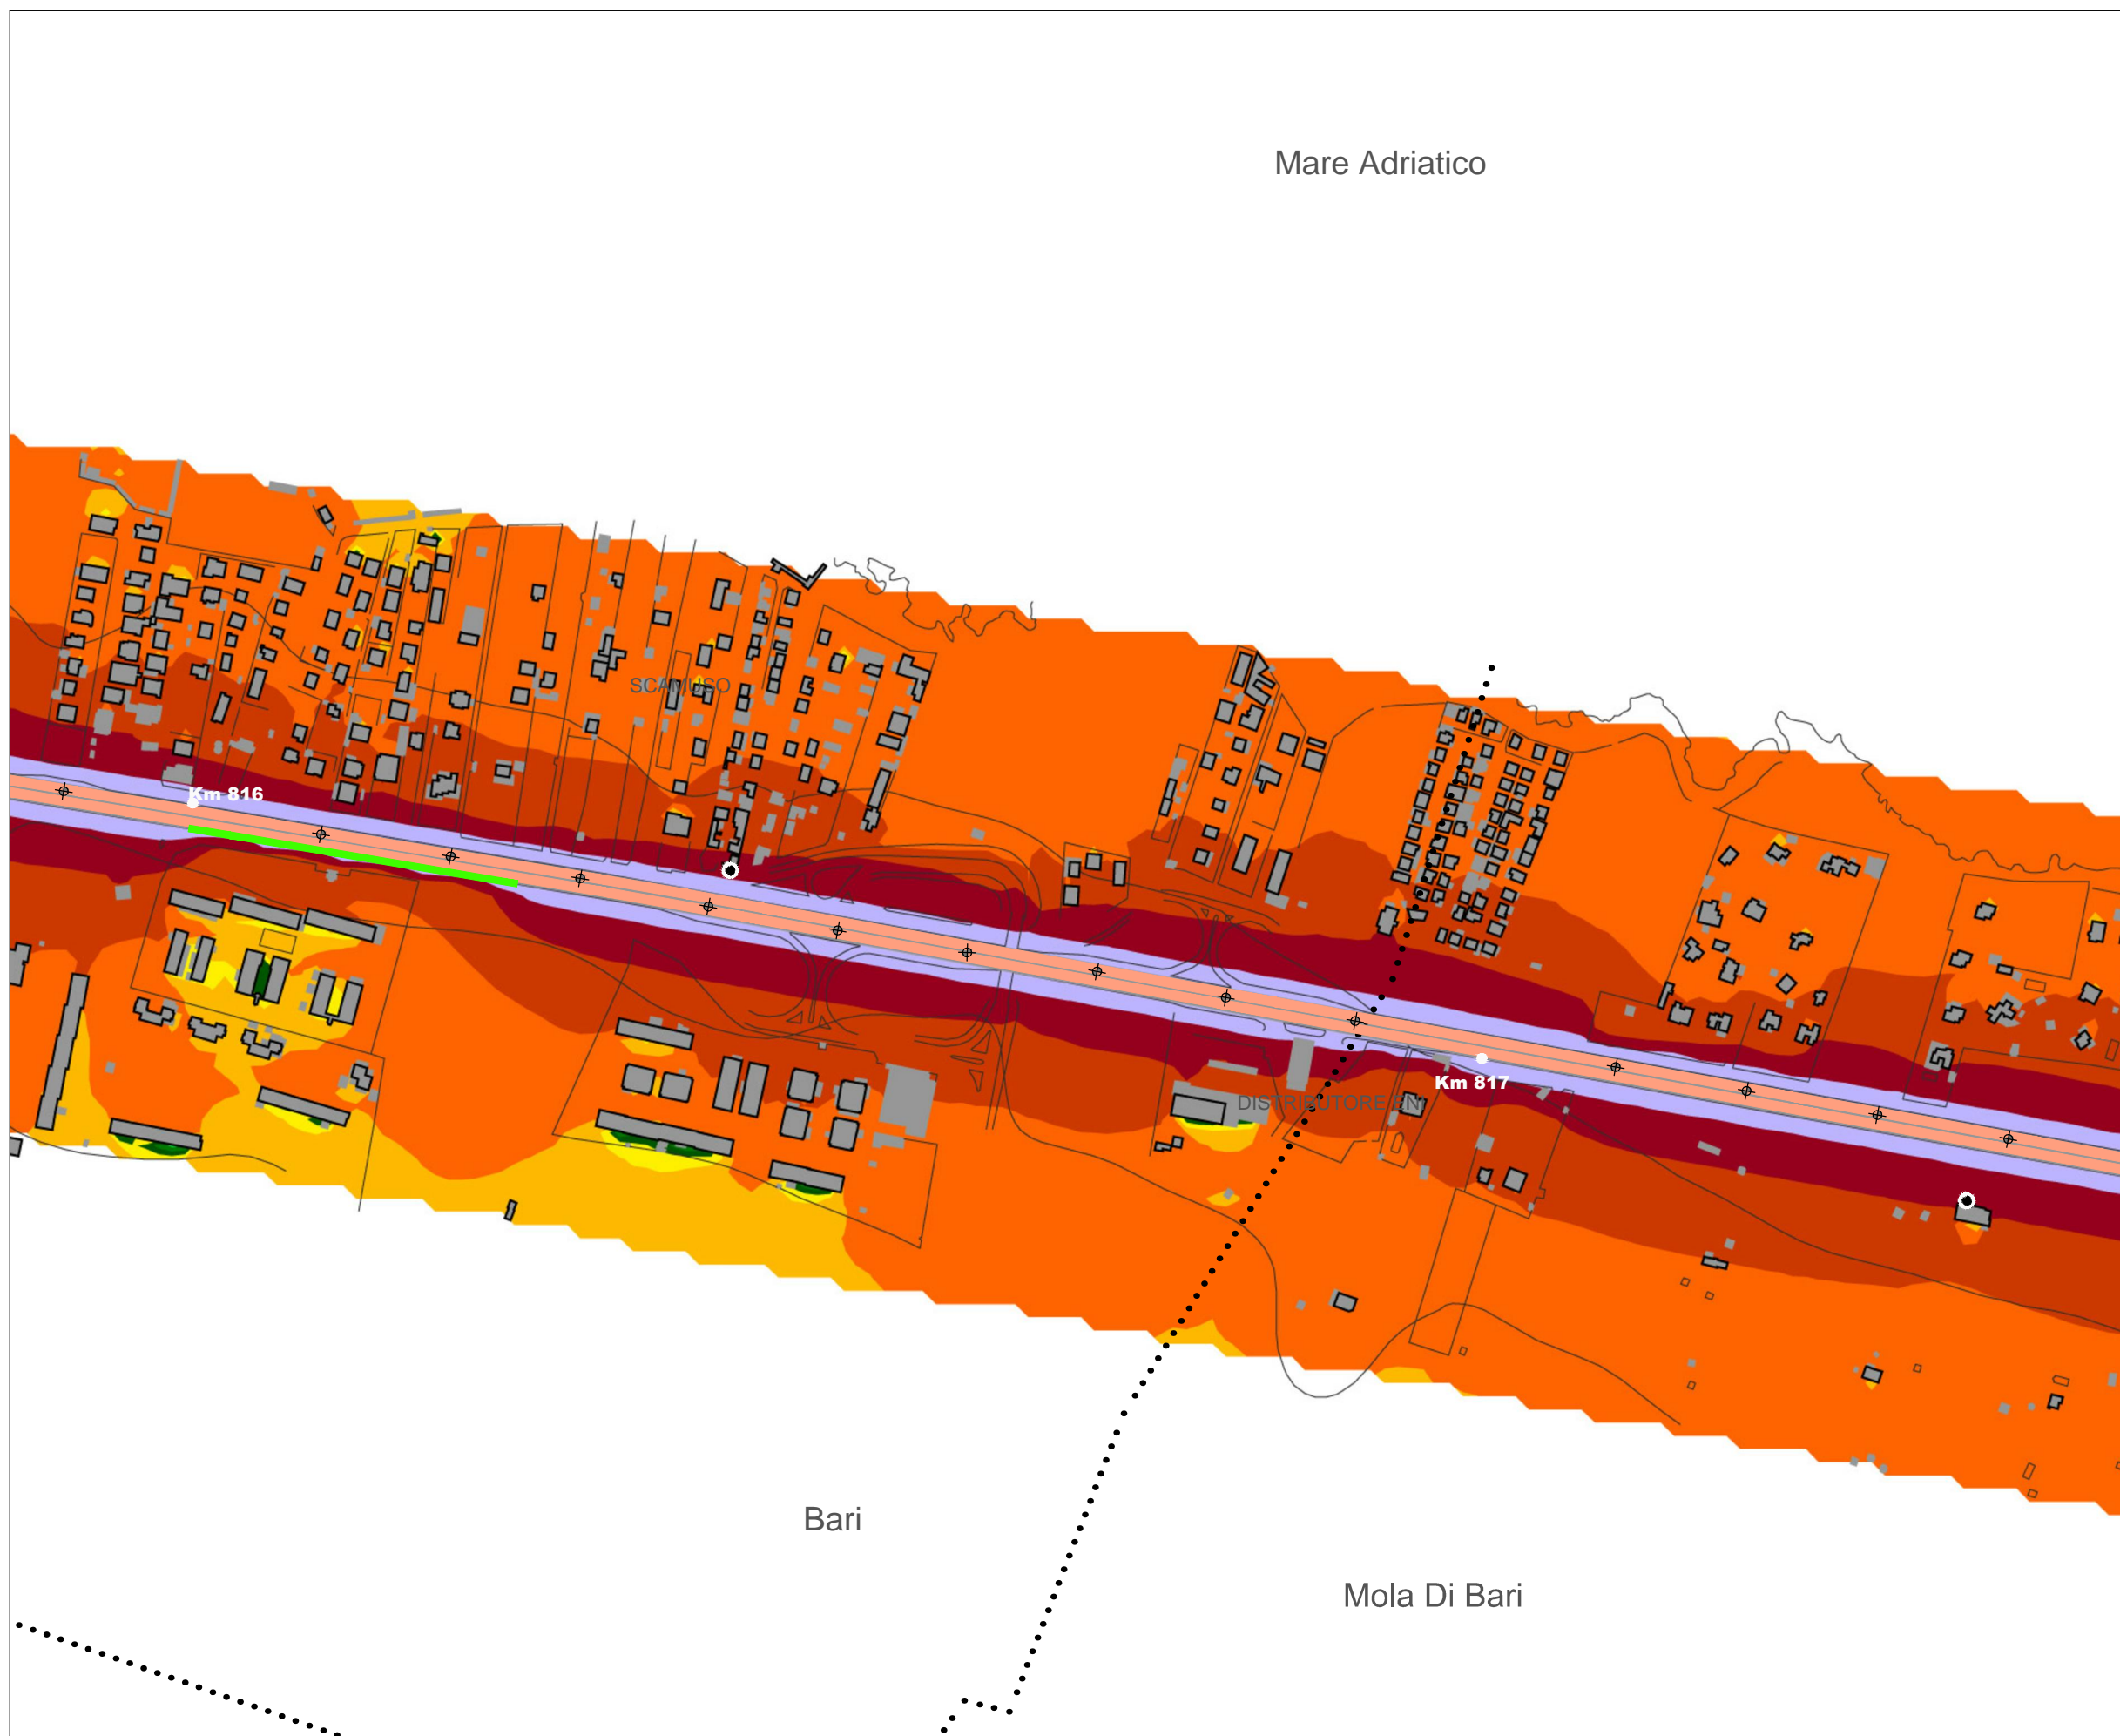 Mare Adriatico
SCAMUSO
Km 816
Km 817
DISTRIBUTORE ENI
Bari
Mola Di Bari